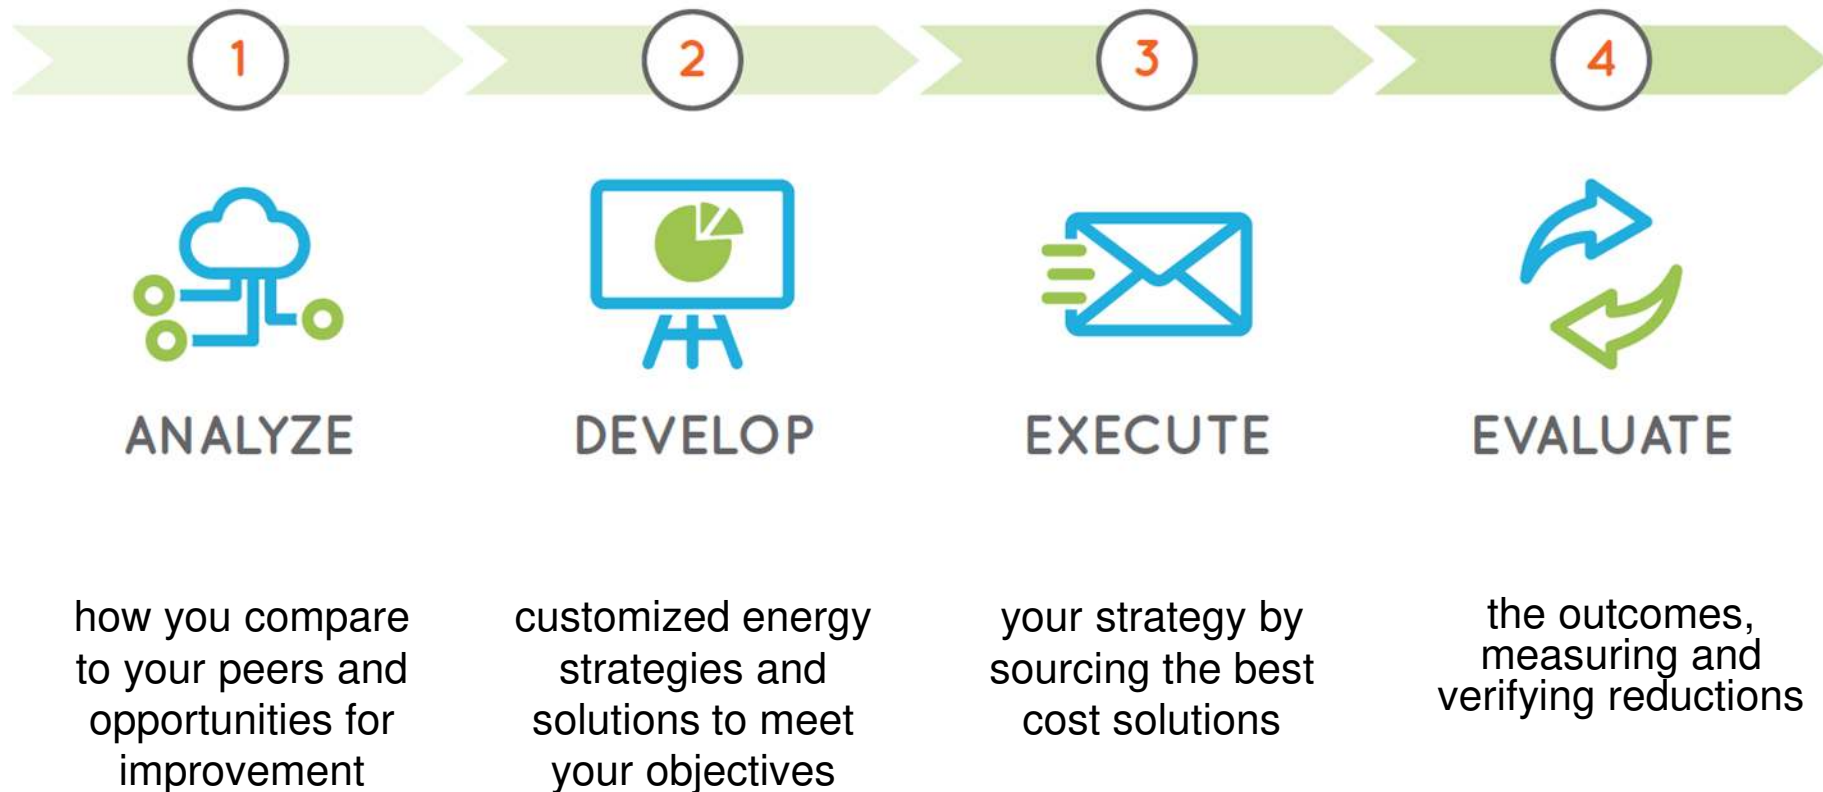 1
2
3
4
ANALYZE
DEVELOP
EXECUTE
EVALUATE
how you compare
to your peers and
opportunities for
improvement
customized energy
strategies and
solutions to meet
your objectives
your strategy by
sourcing the best
cost solutions
the outcomes,
measuring and
verifying reductions